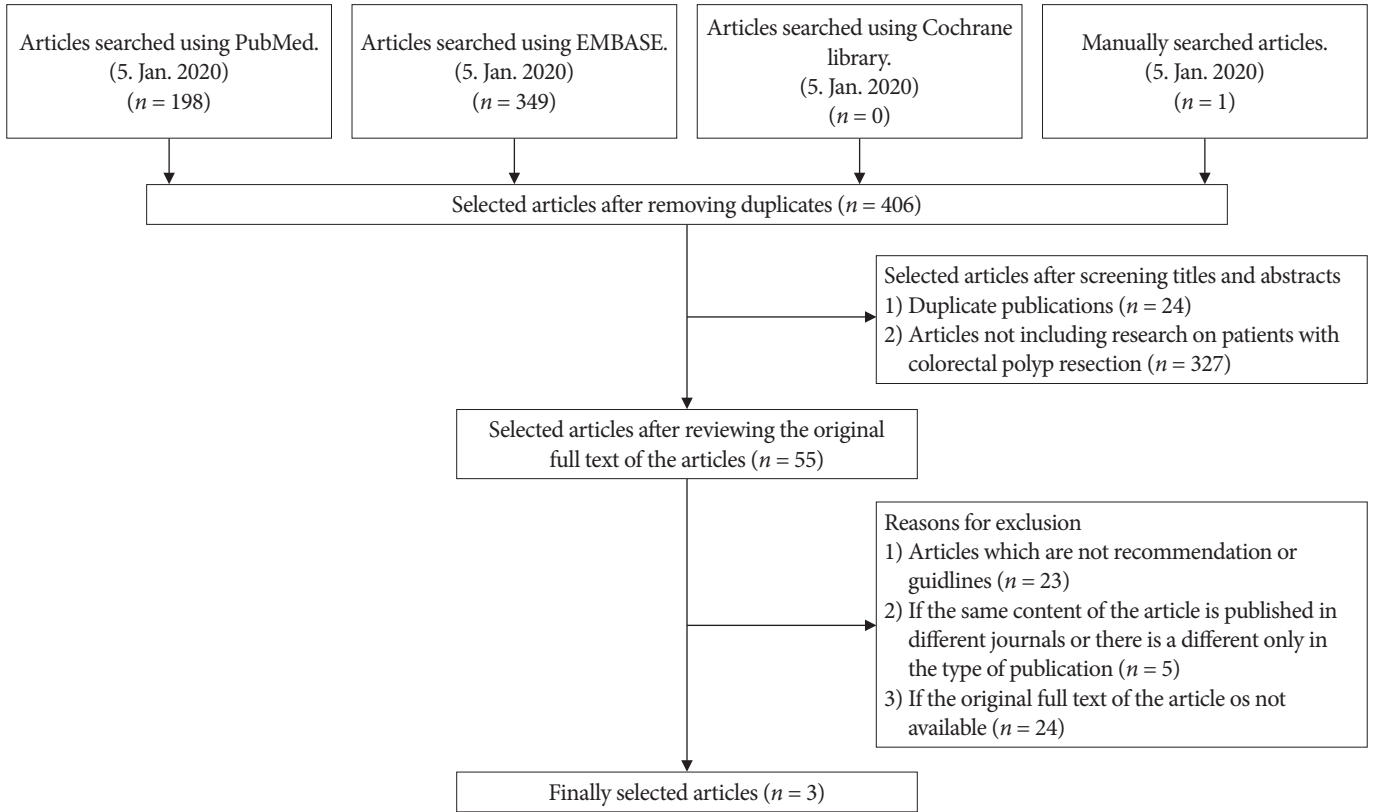 Articles searched using PubMed.
(5. Jan. 2020)
(n = 198)
Articles searched using EMBASE.
(5. Jan. 2020)
(n = 349)
Articles searched using Cochrane
library.
(5. Jan. 2020)
(n = 0)
Manually searched articles.
(5. Jan. 2020)
(n = 1)
Selected articles after removing duplicates (n = 406)
Selected articles after screening titles and abstracts
1) Duplicate publications (n = 24)
2) Articles not including research on patients with
colorectal polyp resection (n = 327)
Selected articles after reviewing the original
full text of the articles (n = 55)
Reasons for exclusion
1) Articles which are not recommendation or
guidlines (n = 23)
2) If the same content of the article is published in
different journals or there is a different only in
the type of publication (n = 5)
3) If the original full text of the article os not
available (n = 24)
Finally selected articles (n = 3)